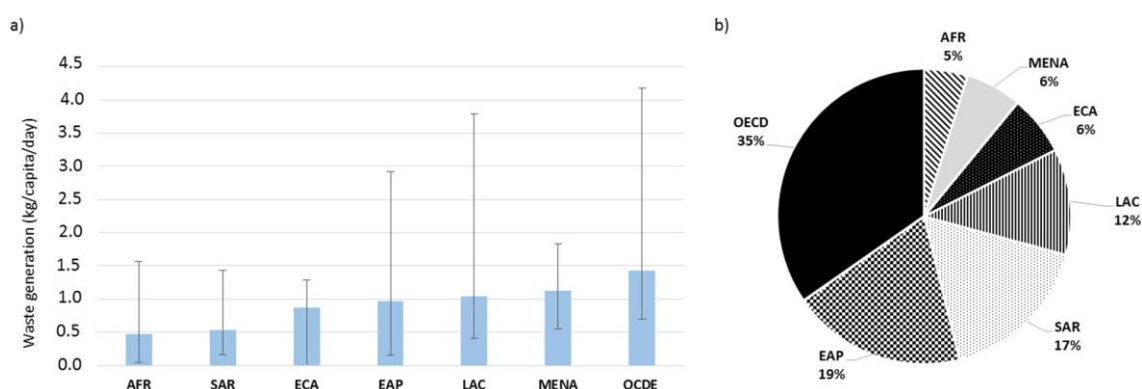 a)
4.5
4.0
3.5
3.0
2.5
2.0
1.5
1.0
0.5
0.0
Waste generation (kg/capita/day)
AFR SAR ECA EAP LAC MENA OCDE
b)
AFR
5%
MENA
6%
ECA
6%
LAC
12%
SAR
17%
EAP
19%
OECD
35%